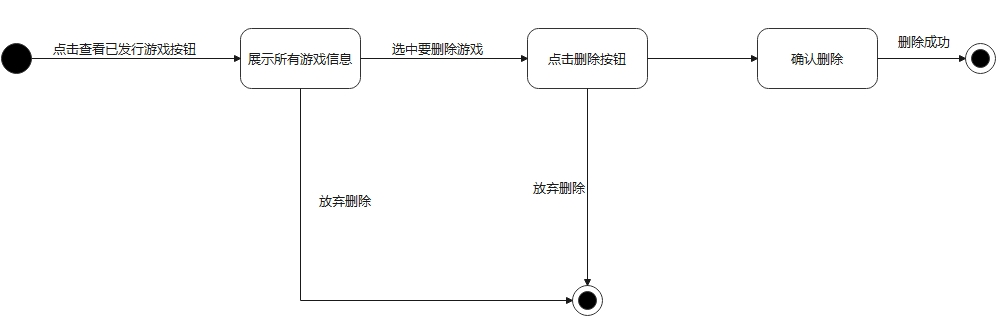 点击查看已发行游戏按钮
展示所有游戏信息
选中要删除游戏
点击删除按钮
确认删除
删除成功
放弃删除
放弃删除